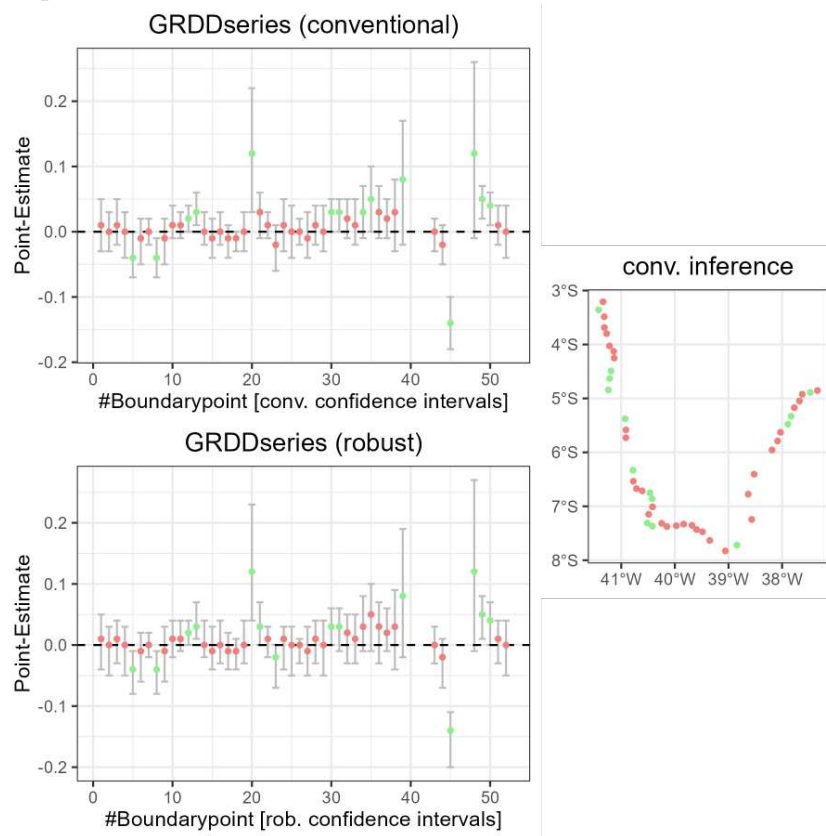 GRDDseries (conventional)
Point-Estimate
0.2
0.1
0.0
-0.1
-0.2
0 10 20 30 40 50
#Boundarypoint [conv. confidence intervals]
GRDDseries (robust)
Point-Estimate
0.2
0.1
0.0
-0.1
-0.2
0 10 20 30 40 50
#Boundarypoint [rob. confidence intervals]
conv. inference
3°S
4°S
5°S
6°S
7°S
8°S
41°W 40°W 39°W 38°W